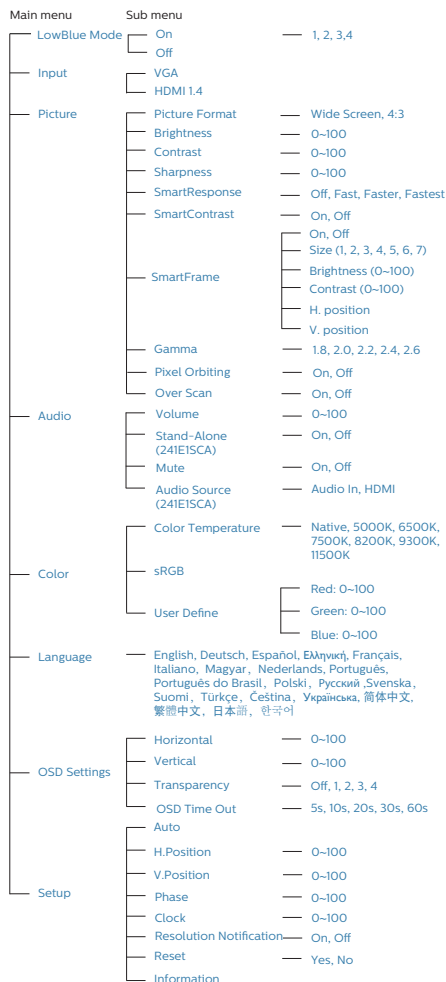 Main menu Sub menu
LowBlue Mode On 1, 2, 3,4
Off
Input VGA
HDMI 1.4
Picture Picture Format Wide Screen, 4:3
Brightness 0~100
Contrast 0~100
Sharpness 0~100
SmartResponse Off, Fast, Faster, Fastest
SmartContrast On, Off
SmartFrame
On, Off
Size (1, 2, 3, 4, 5, 6, 7)
Brightness (0~100)
Contrast (0~100)
H. position
V. position
Gamma 1.8, 2.0, 2.2, 2.4, 2.6
Pixel Orbiting On, Off
Over Scan On, Off
Audio Volume 0~100
Stand-Alone On, Off
(241E1SCA)
Mute On, Off
Audio Source Audio In, HDMI
(241E1SCA)
Color
Color Temperature Native, 5000K, 6500K,
7500K, 8200K, 9300K,
11500K
sRGB
User Define
Red: 0~100
Green: 0~100
Blue: 0~100
Language English, Deutsch, Español, Ελληνική, Français,
Italiano, Magyar, Nederlands, Português,
Português do Brasil, Polski, Русский ,Svenska,
Suomi, Türkçe, Čeština, Українська, 简体中文,
繁體中文, 日本語, 한국어
OSD Settings
Horizontal 0~100
Vertical 0~100
Transparency Off, 1, 2, 3, 4
OSD Time Out 5s, 10s, 20s, 30s, 60s
Setup
Auto
H.Position 0~100
V.Position 0~100
Phase 0~100
Clock 0~100
Resolution Notification On, Off
Reset Yes, No
Information